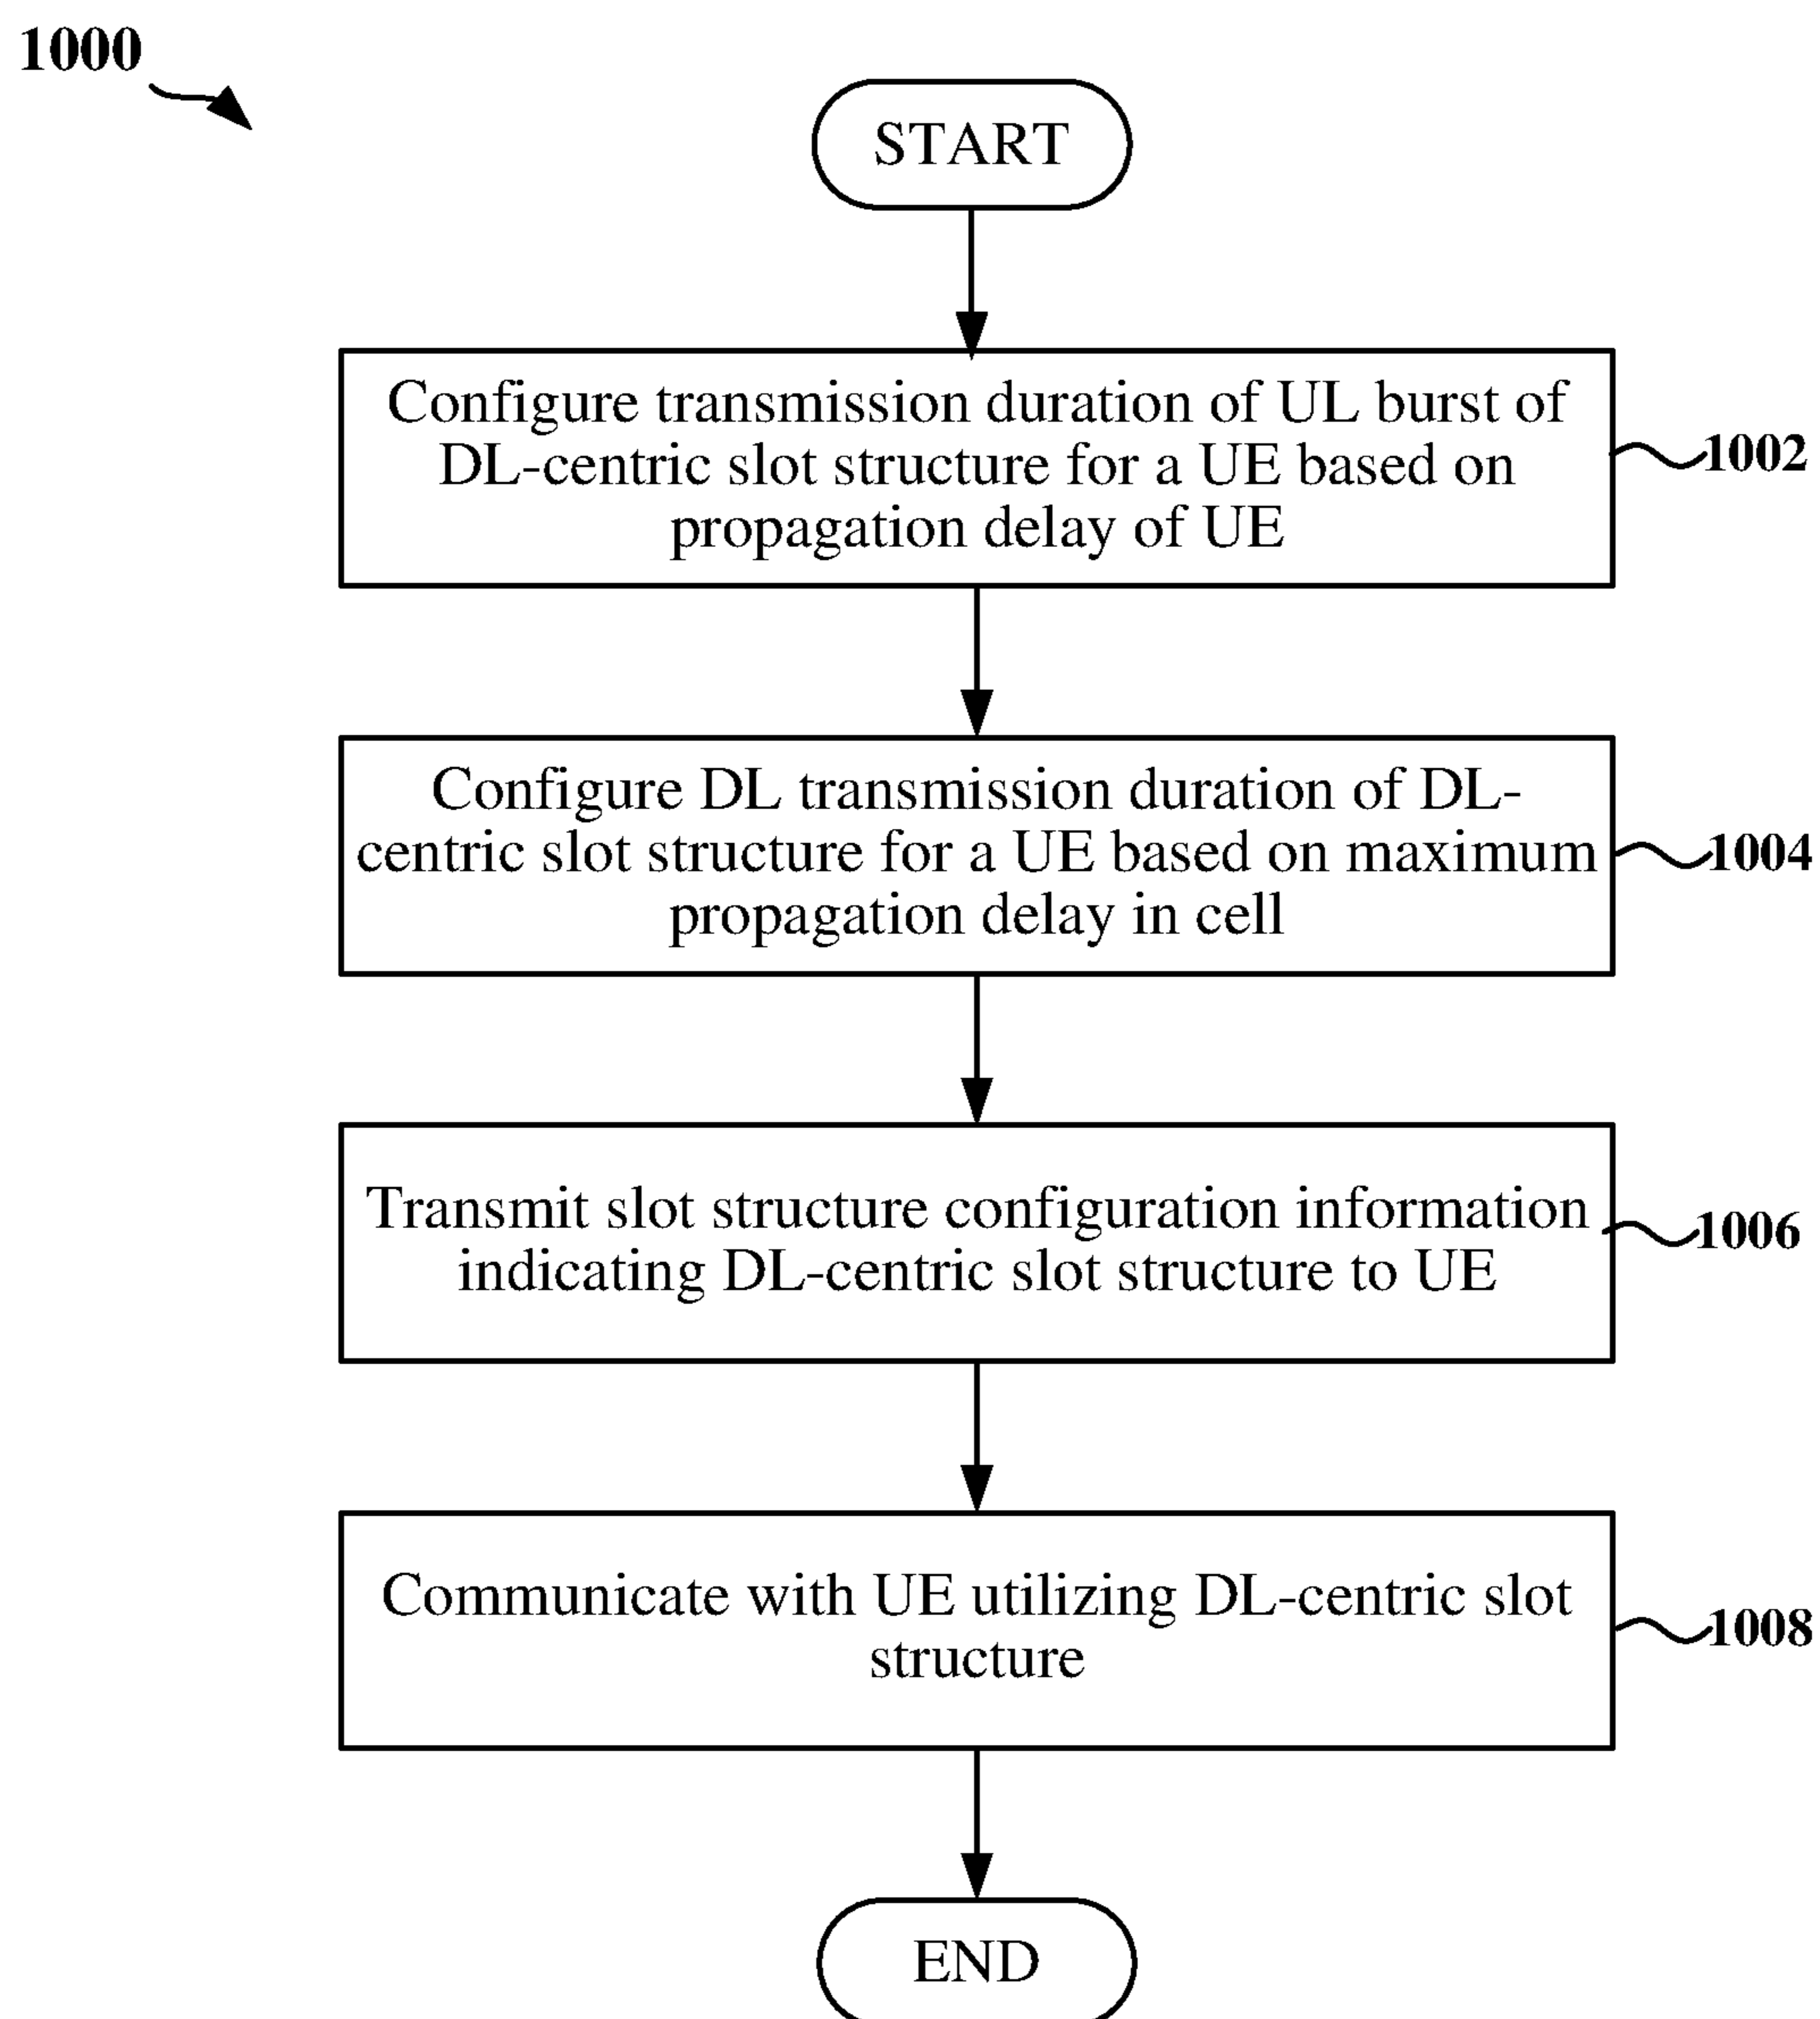 1000
START
Configure transmission duration of UL burst of
DL-centric slot structure for a UE based on
propagation delay of UE
1002
Configure DL transmission duration of DL-
centric slot structure for a UE based on maximum
propagation delay in cell
1004
Transmit slot structure configuration information
indicating DL-centric slot structure to UE
1006
Communicate with UE utilizing DL-centric slot
structure
1008
END